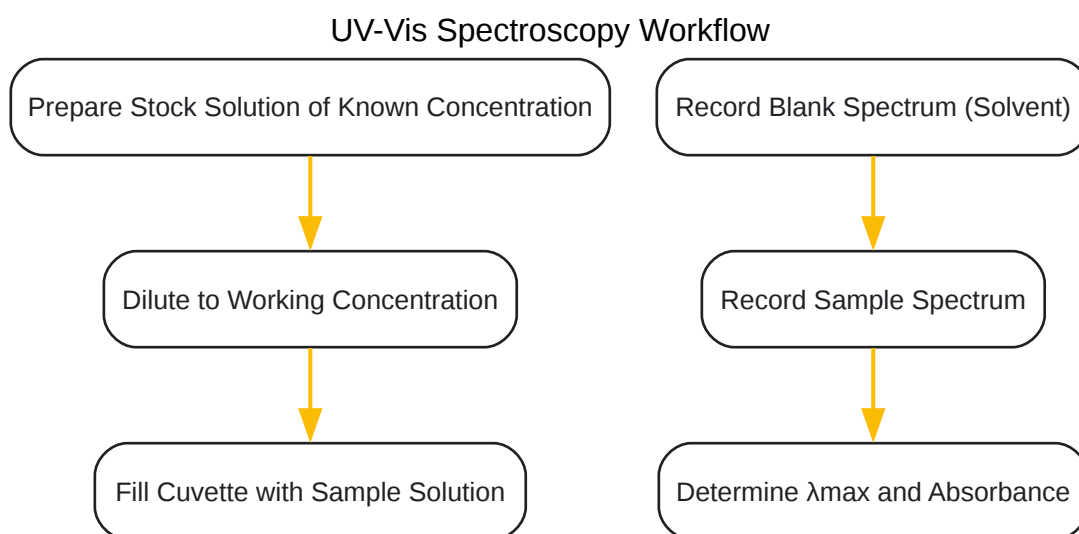 UV-Vis Spectroscopy Workflow
Prepare Stock Solution of Known Concentration
Dilute to Working Concentration
Fill Cuvette with Sample Solution
Record Blank Spectrum (Solvent)
Record Sample Spectrum
Determine λmax and Absorbance